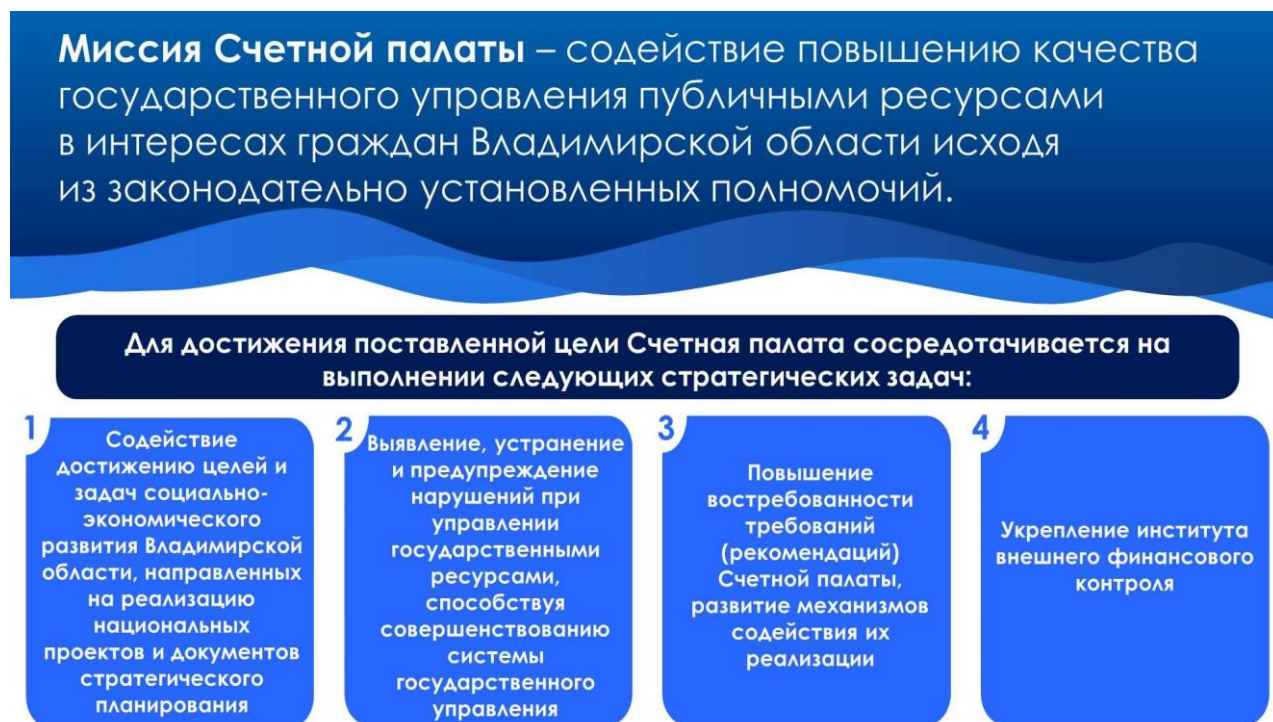 Миссия Счетной палаты – содействие повышению качества
государственного управления публичными ресурсами
в интересах граждан Владимирской области исходя
из законодательно установленных полномочий.
Для достижения поставленной цели Счетная палата сосредотачивается на
выполнении следующих стратегических задач:
1
Содействие
достижению целей и
задач социально-
экономического
развития Владимирской
области, направленных
на реализацию
национальных
проектов и документов
стратегического
планирования
2
Выявление, устранение
и предупреждение
нарушений при
управлении
государственными
ресурсами,
способствуя
совершенствованию
системы
государственного
управления
3
Повышение
востребованности
требований
(рекомендаций)
Счетной палаты,
развитие механизмов
содействия их
реализации
4
Укрепление института
внешнего финансового
контроля